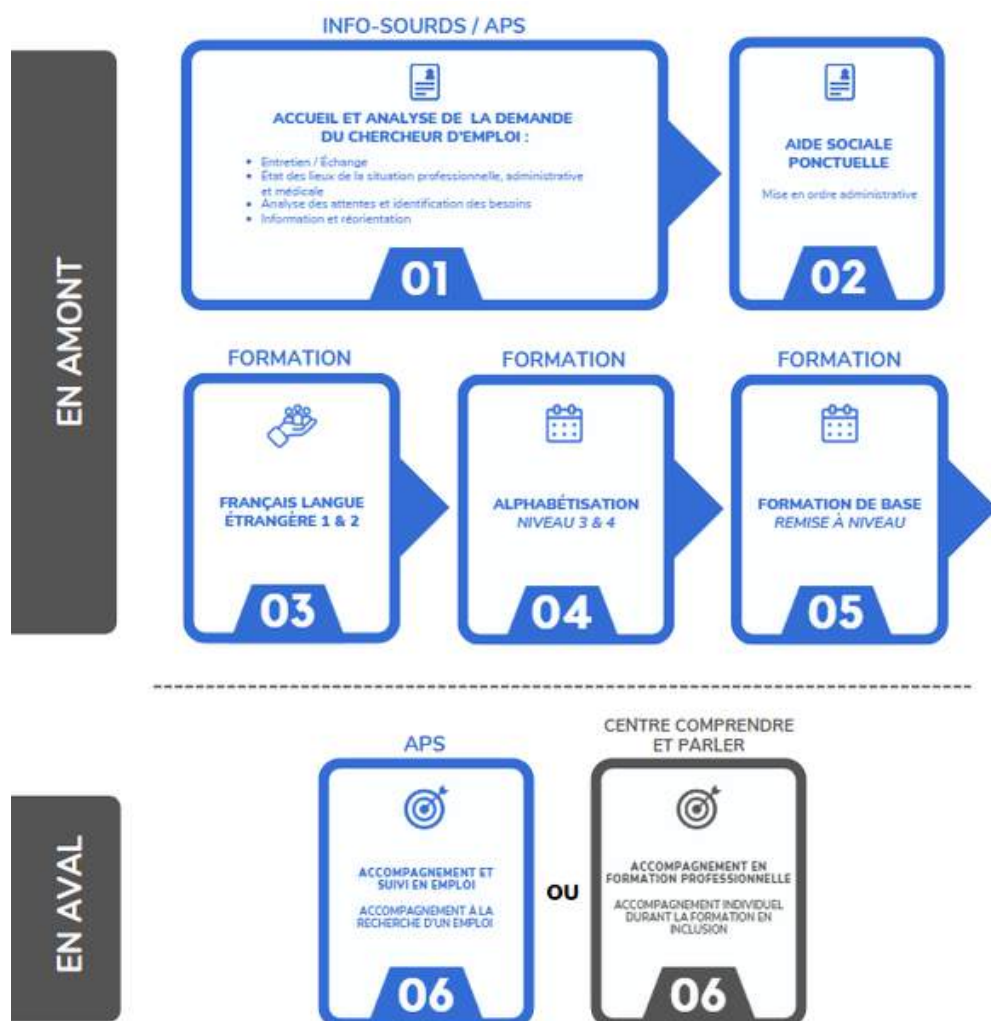 EN AMONT
INFO-SOURDS / APS
ACCUEIL ET ANALYSE DE LA DEMANDE
DU CHERCHEUR D'EMPLOI :
• Entretien / Échange
• Etat des lieux de la situation professionnelle, administrative
et médicale
• Analyse des attentes et identification des besoins
• Information et réorientation
01
AIDE SOCIALE
PONCTUELLE
Mise en ordre administrative
02
FORMATION
FRANÇAIS LANGUE
ÉTRANGÈRE 1 & 2
03
FORMATION
ALPHABÉTISATION
NIVEAU 3 & 4
04
FORMATION
FORMATION DE BASE
REMISE À NIVEAU
05
EN AVAL
APS
ACCOMPAGNEMENT ET
SUIVI EN EMPLOI
ACCOMPAGNEMENT À LA
RECHERCHE D'UN EMPLOI
06
OU
CENTRE COMPRENDRE
ET PARLER
ACCOMPAGNEMENT EN
FORMATION PROFESSIONNELLE
ACCOMPAGNEMENT INDIVIDUEL
DURANT LA FORMATION EN
INCLUSION
06